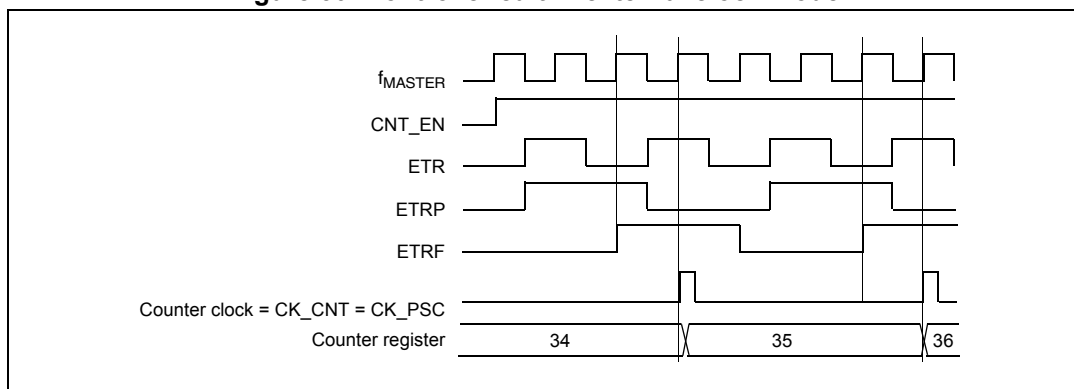 fMASTER
CNT_EN
ETR
ETRP
ETRF
Counter clock = CK_CNT = CK_PSC
Counter register 34 35 36